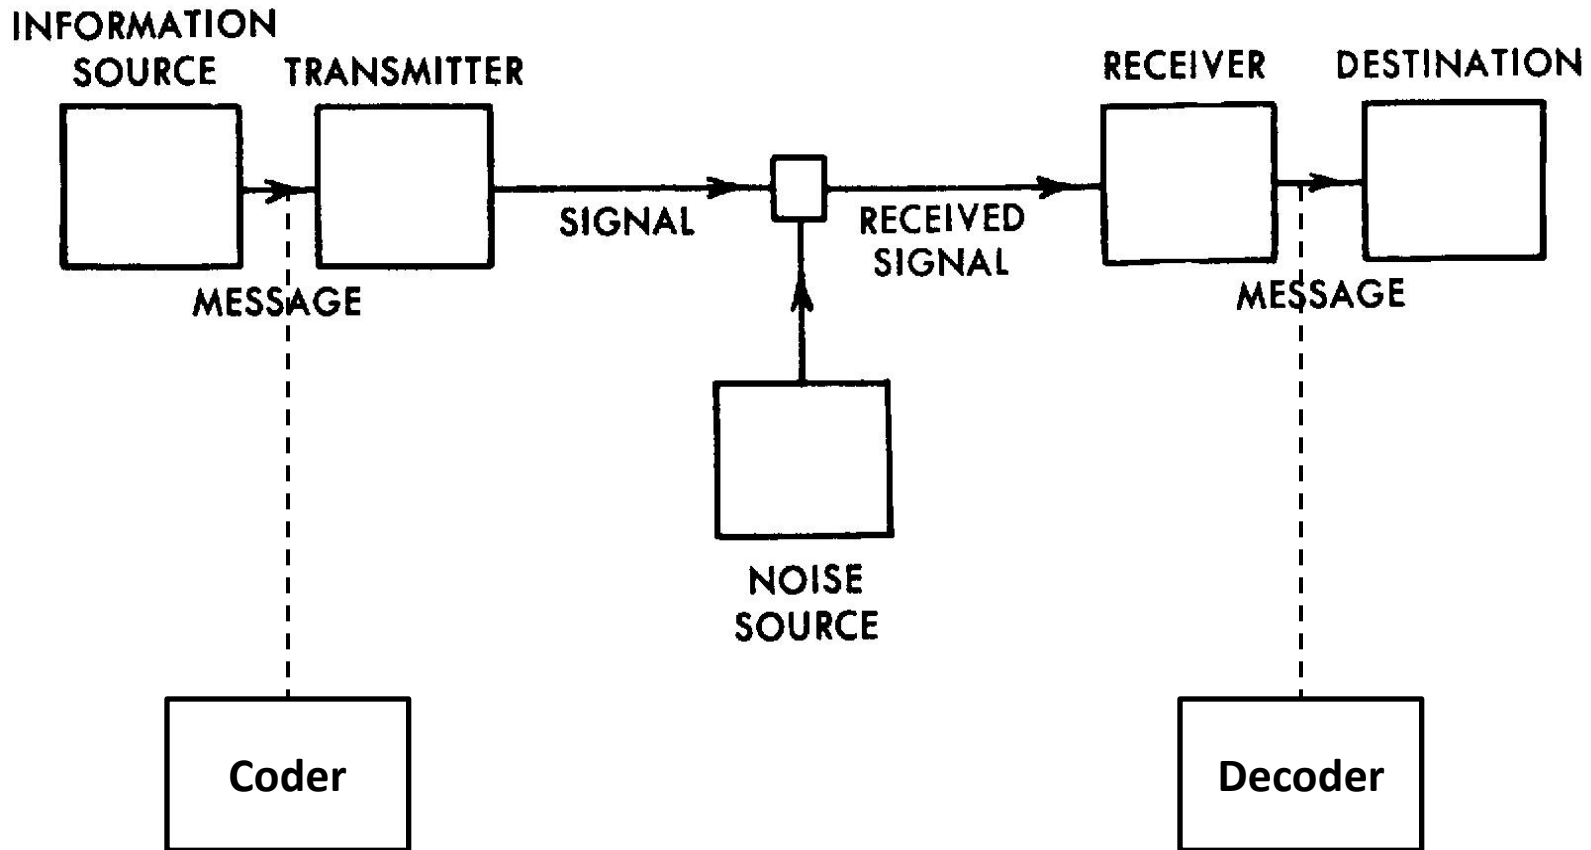 INFORMATION
SOURCE
TRANSMITTER
RECEIVER
DESTINATION
SIGNAL
RECEIVED
SIGNAL
MESSAGE
MESSAGE
NOISE
SOURCE
Coder
Decoder